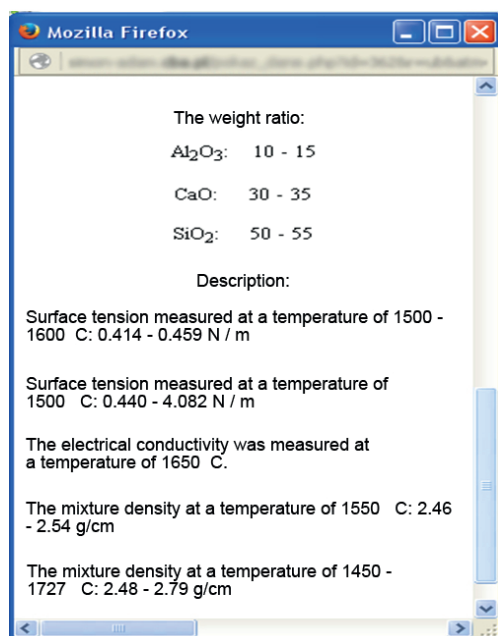 Mozilla Firefox
The weight ratio:
Al₂O₃: 10 - 15
CaO: 30 - 35
SiO₂: 50 - 55
Description:
Surface tension measured at a temperature of 1500 -
1600 C: 0.414 - 0.459 N / m
Surface tension measured at a temperature of
1500 C: 0.440 - 4.082 N / m
The electrical conductivity was measured at
a temperature of 1650 C.
The mixture density at a temperature of 1550 C: 2.46
- 2.54 g/cm
The mixture density at a temperature of 1450 -
1727 C: 2.48 - 2.79 g/cm